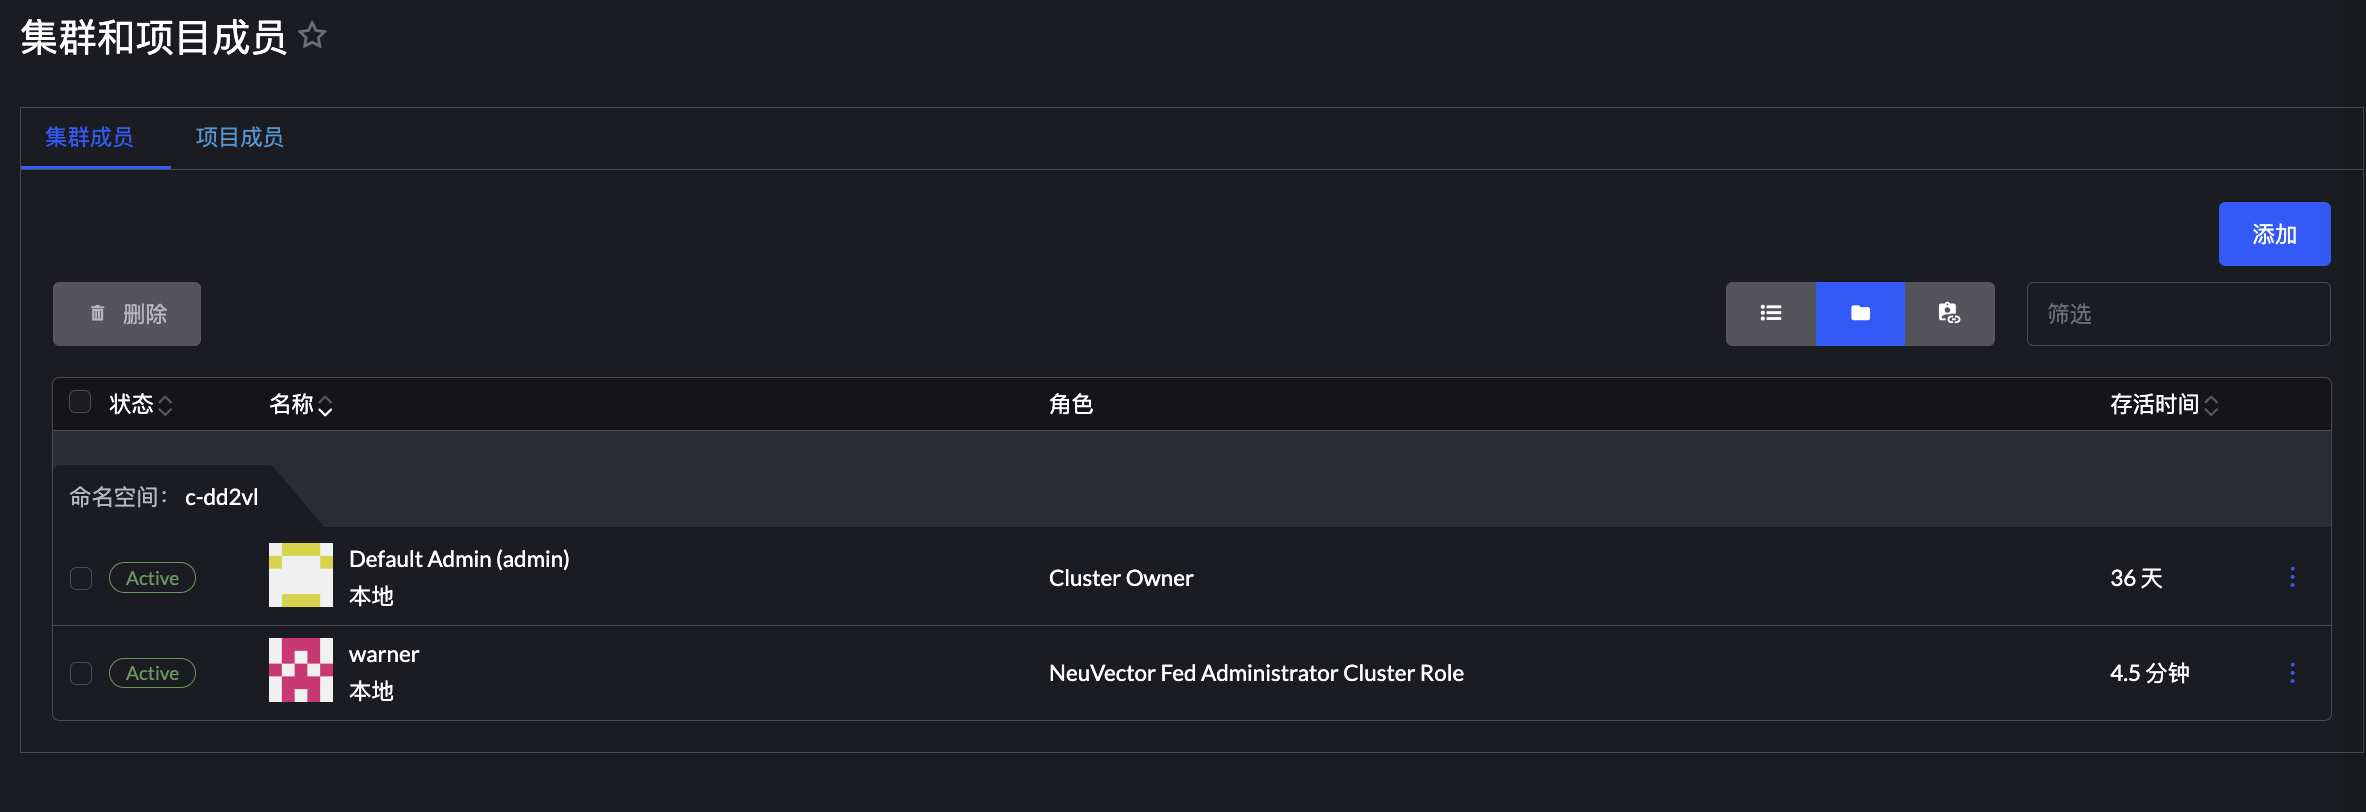 集群和项目成员
集群成员 项目成员
添加
删除 筛选
状态 名称 角色 存活时间
命名空间： c-dd2vl
Active Default Admin (admin) 本地 Cluster Owner 36 天
Active warner 本地 NeuVector Fed Administrator Cluster Role 4.5 分钟